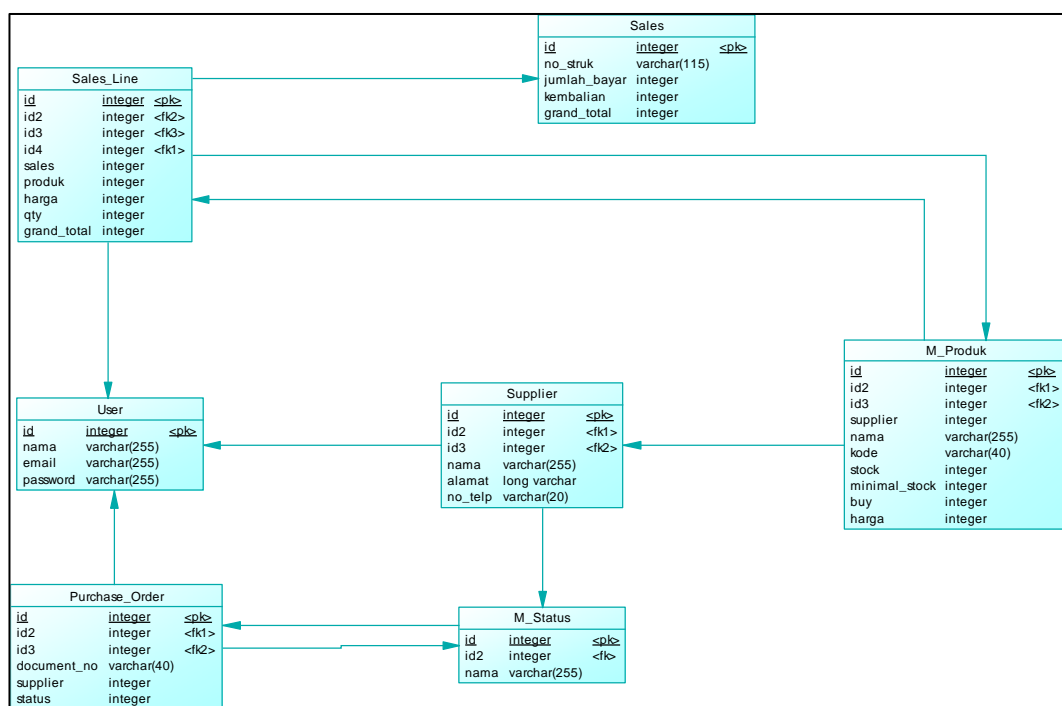 Sales
id integer <pk>
no_struk varchar(115)
jumlah_bayar integer
kembalian integer
grand_total integer
Sales_Line
id integer <pk>
id2 integer <fk2>
id3 integer <fk3>
id4 integer <fk1>
sales integer
produk integer
harga integer
qty integer
grand_total integer
M_Produk
id integer <pk>
id2 integer <fk1>
id3 integer <fk2>
supplier integer
nama varchar(255)
kode varchar(40)
stock integer
minimal_stock integer
buy integer
harga integer
Supplier
id integer <pk>
id2 integer <fk1>
id3 integer <fk2>
nama varchar(255)
alamat long varchar
no_telp varchar(20)
User
id integer <pk>
nama varchar(255)
email varchar(255)
password varchar(255)
Purchase_Order
id integer <pk>
id2 integer <fk1>
id3 integer <fk2>
document_no varchar(40)
supplier integer
status integer
M_Status
id integer <pk>
id2 integer <fk>
nama varchar(255)